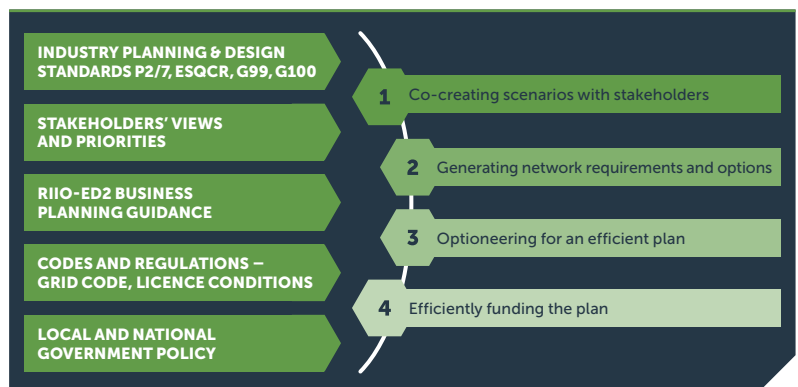 INDUSTRY PLANNING & DESIGN
STANDARDS P2/7, ESQCR, G99, G100
STAKEHOLDERS' VIEWS
AND PRIORITIES
RIIO-ED2 BUSINESS
PLANNING GUIDANCE
CODES AND REGULATIONS –
GRID CODE, LICENCE CONDITIONS
LOCAL AND NATIONAL
GOVERNMENT POLICY
1 Co-creating scenarios with stakeholders
2 Generating network requirements and options
3 Optioneering for an efficient plan
4 Efficiently funding the plan